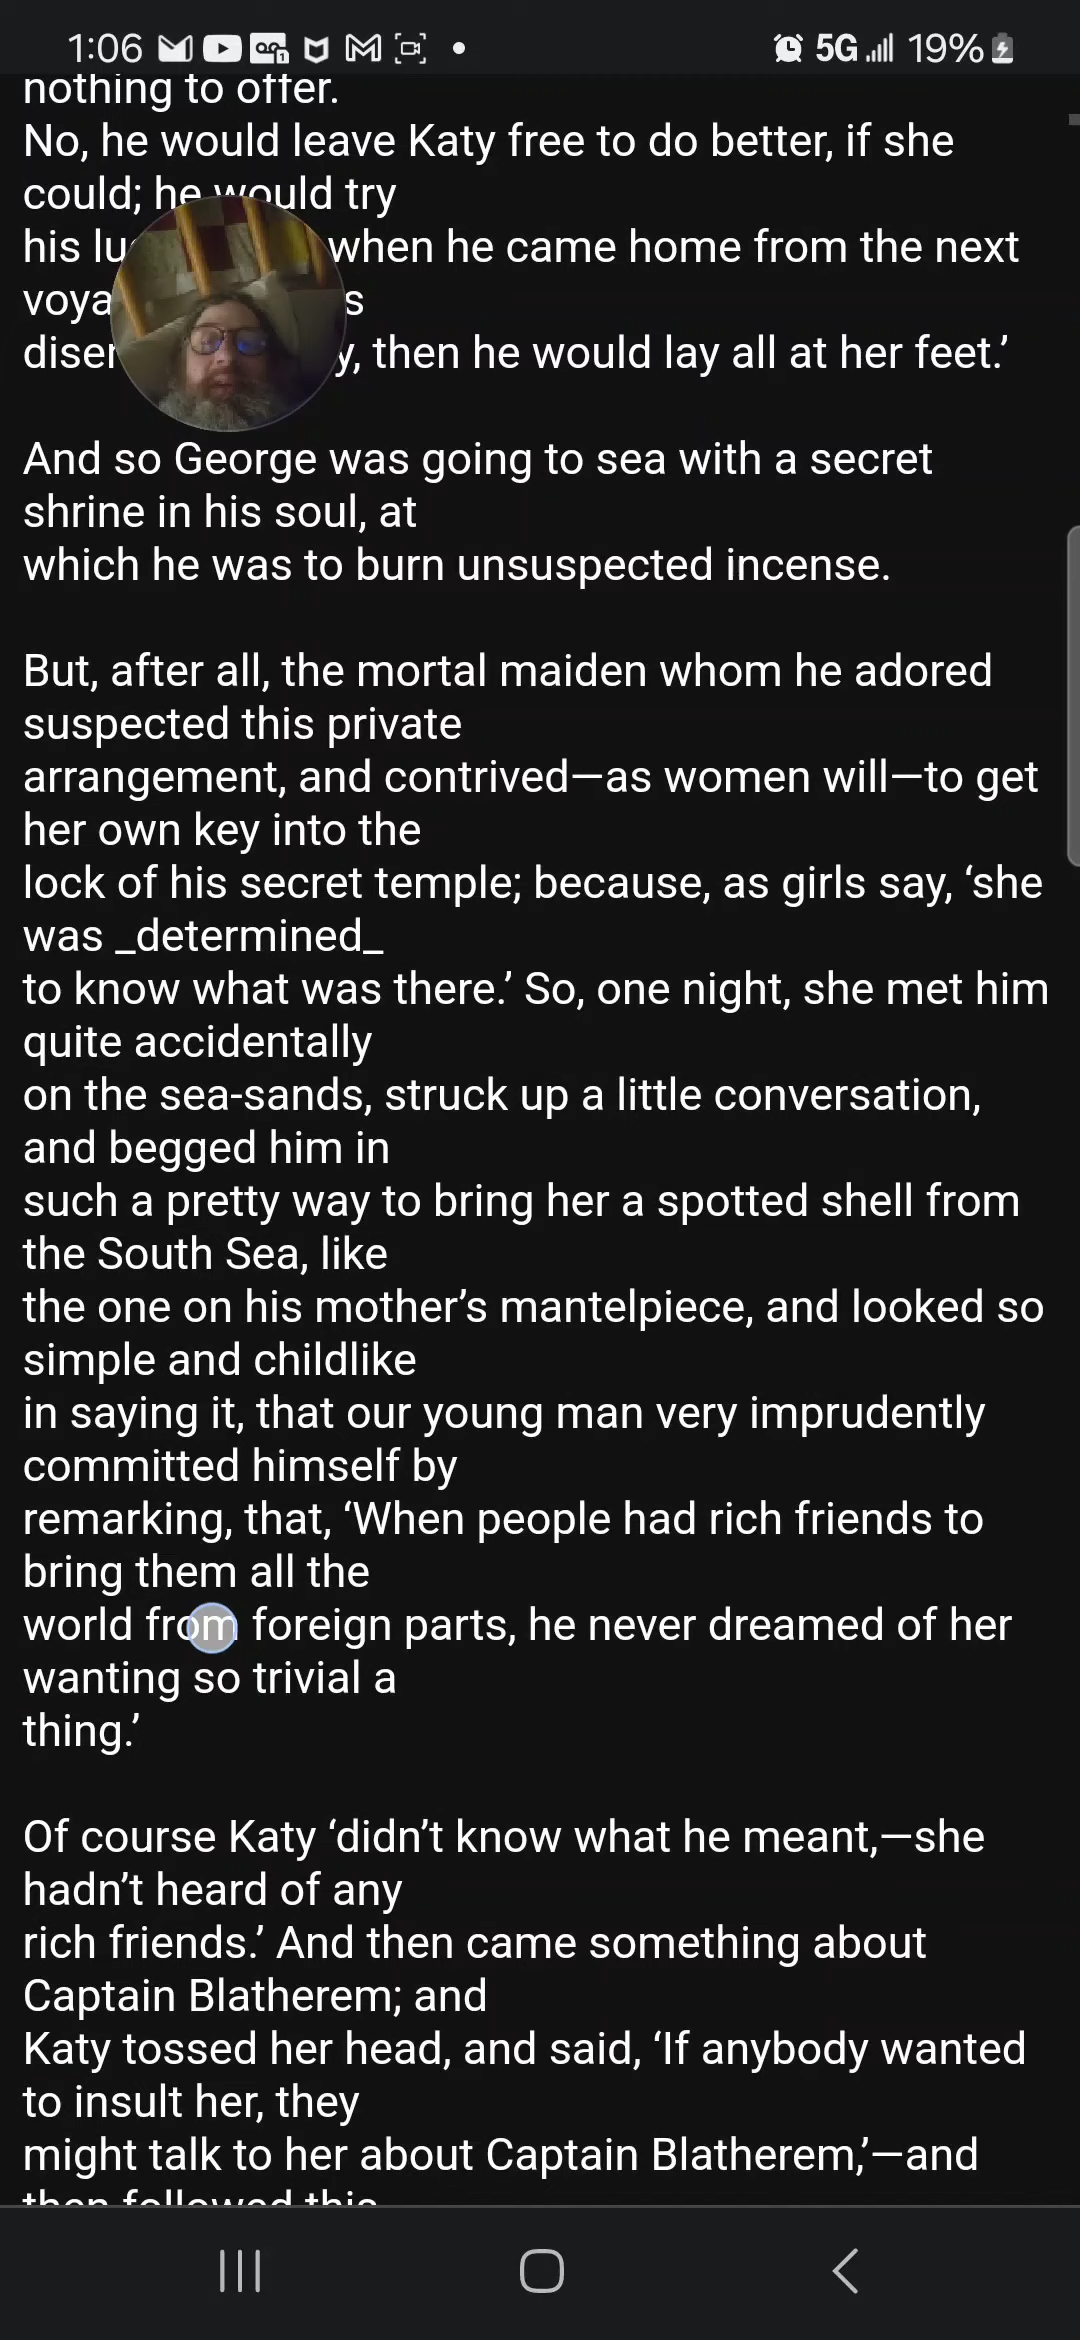 1:06 5G 19%
nothing to offer.
No, he would leave Katy free to do better, if she
could; he would try
his when he came home from the next
s
y, then he would lay all at her feet.’
And so George was going to sea with a secret
shrine in his soul, at
which he was to burn unsuspected incense.
But, after all, the mortal maiden whom he adored
suspected this private
arrangement, and contrived—as women will—to get
her own key into the
lock of his secret temple; because, as girls say, ‘she
was _determined_
to know what was there.’ So, one night, she met him
quite accidentally
on the sea-sands, struck up a little conversation,
and begged him in
such a pretty way to bring her a spotted shell from
the South Sea, like
the one on his mother’s mantelpiece, and looked so
simple and childlike
in saying it, that our young man very imprudently
committed himself by
remarking, that, ‘When people had rich friends to
bring them all the
world from foreign parts, he never dreamed of her
wanting so trivial a
thing.’
Of course Katy ‘didn’t know what he meant,—she
hadn’t heard of any
rich friends.’ And then came something about
Captain Blatherem; and
Katy tossed her head, and said, ‘If anybody wanted
to insult her, they
might talk to her about Captain Blatherem,’—and
then followed this